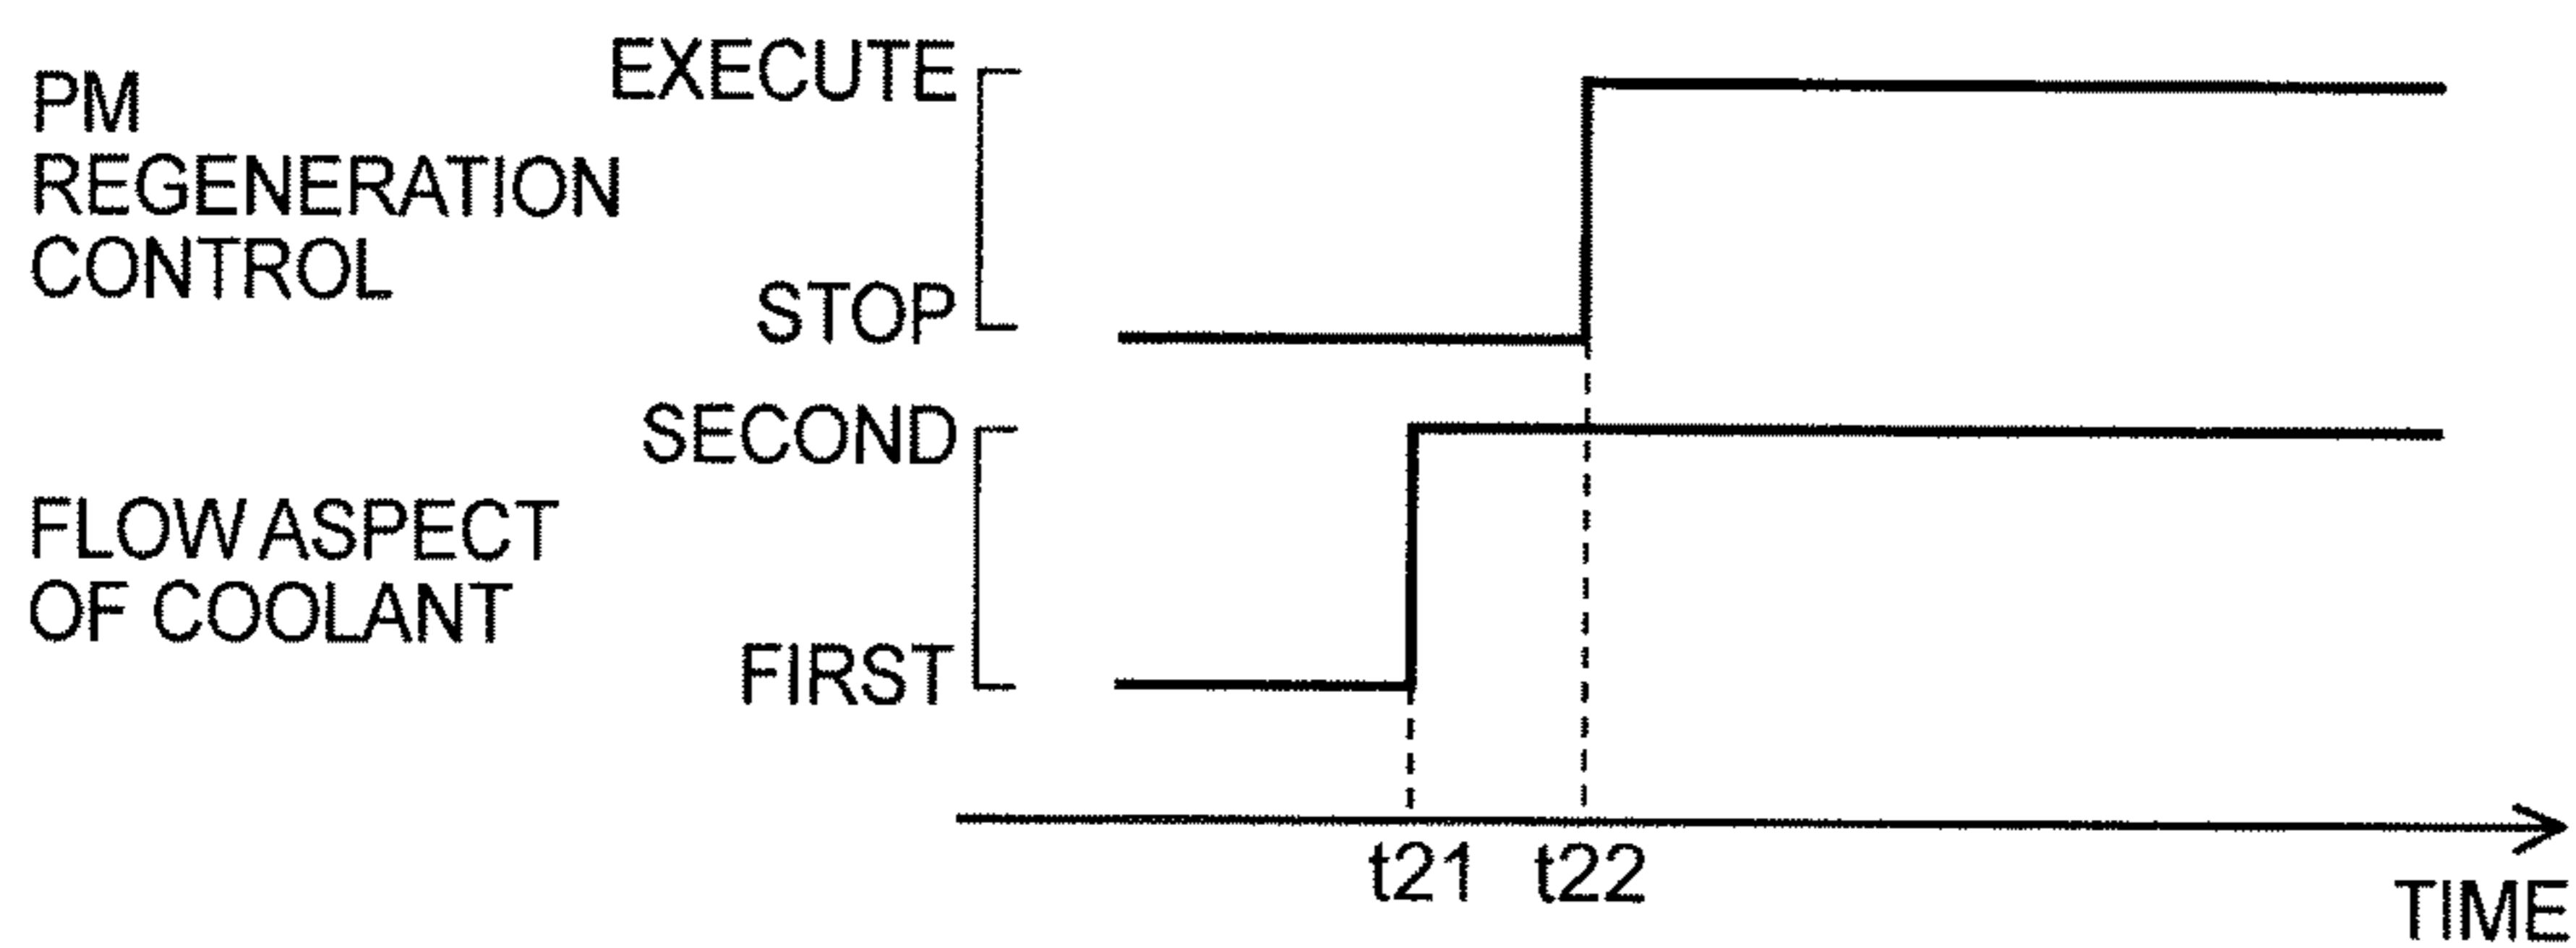 PM
REGENERATION
CONTROL
EXECUTE
STOP
FLOW ASPECT
OF COOLANT
SECOND
FIRST
t21
t22
TIME